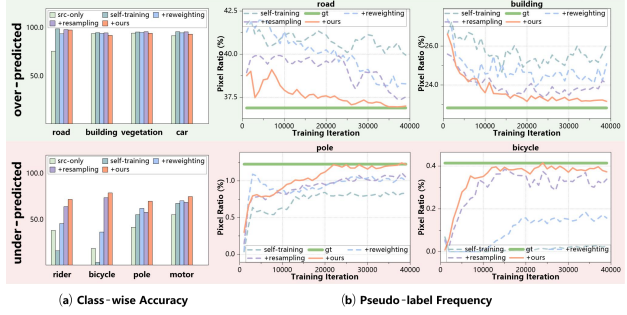 over-predicted
100.0
50.0
src-only
self-training
+reweighting
+resampling
+ours
road
building
vegetation
car
road
Pixel Ratio (%)
42.5
40.0
37.5
self-training
gt
+reweighting
+resampling
+ours
0
10000
20000
30000
40000
Training Iteration
building
Pixel Ratio (%)
26.0
24.0
self-training
gt
+reweighting
+resampling
+ours
0
10000
20000
30000
40000
Training Iteration
under-predicted
100.0
50.0
src-only
self-training
+reweighting
+resampling
+ours
rider
bicycle
pole
motor
pole
Pixel Ratio (%)
1.0
0.5
0.0
self-training
gt
+reweighting
+resampling
+ours
0
10000
20000
30000
40000
Training Iteration
bicycle
Pixel Ratio (%)
0.4
0.2
0.0
self-training
gt
+reweighting
+resampling
+ours
0
10000
20000
30000
40000
Training Iteration
(a) Class-wise Accuracy
(b) Pseudo-label Frequency